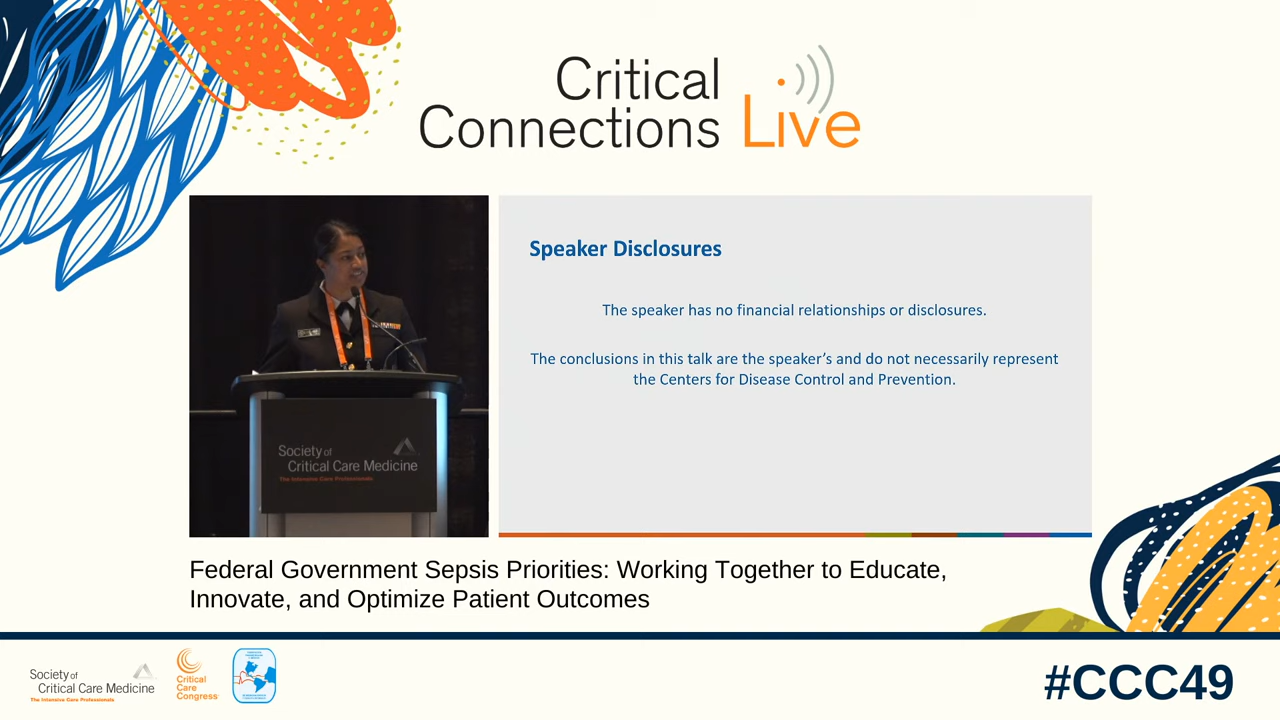 Critical
Connections Live
Speaker Disclosures
The speaker has no financial relationships or disclosures.
The conclusions in this talk are the speaker’s and do not necessarily represent
the Centers for Disease Control and Prevention.
Society of
Critical Care Medicine
The Intensive Care Professionals
Federal Government Sepsis Priorities: Working Together to Educate,
Innovate, and Optimize Patient Outcomes
Society of
Critical Care Medicine
The Intensive Care Professionals
Critical
Care
Congress
#CCC49